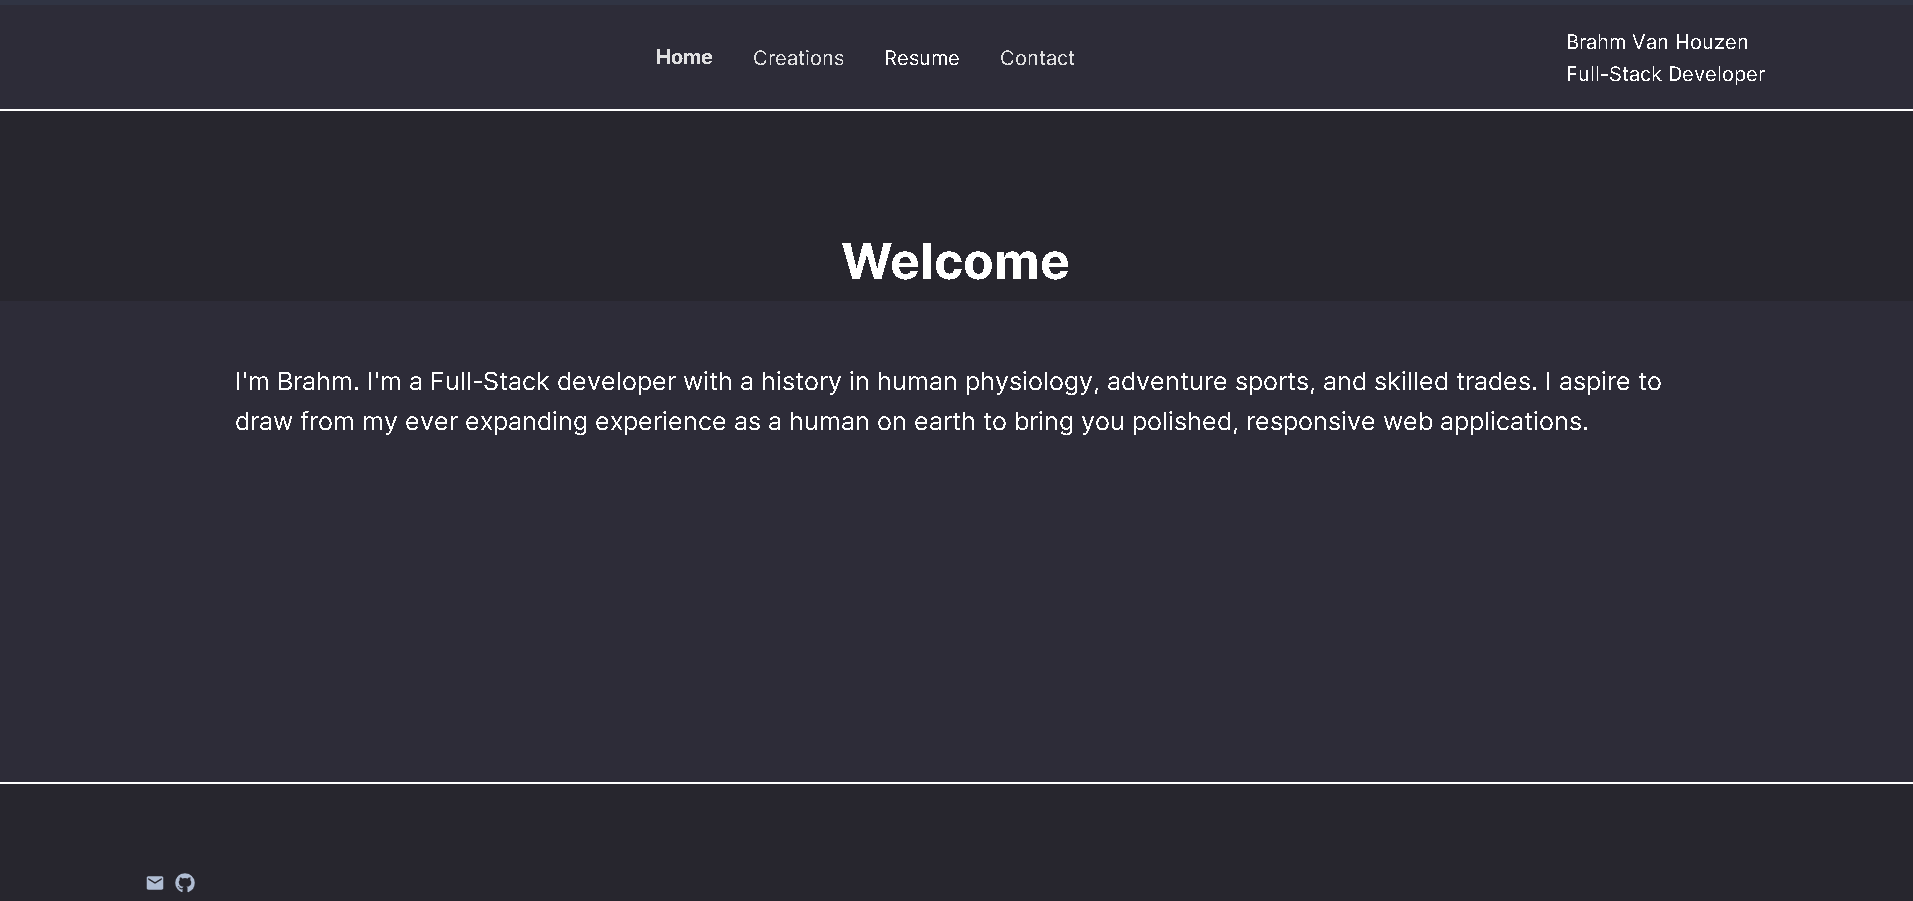 Home Creations Resume Contact
Brahm Van Houzen
Full-Stack Developer
Welcome
I'm Brahm. I'm a Full-Stack developer with a history in human physiology, adventure sports, and skilled trades. I aspire to
draw from my ever expanding experience as a human on earth to bring you polished, responsive web applications.